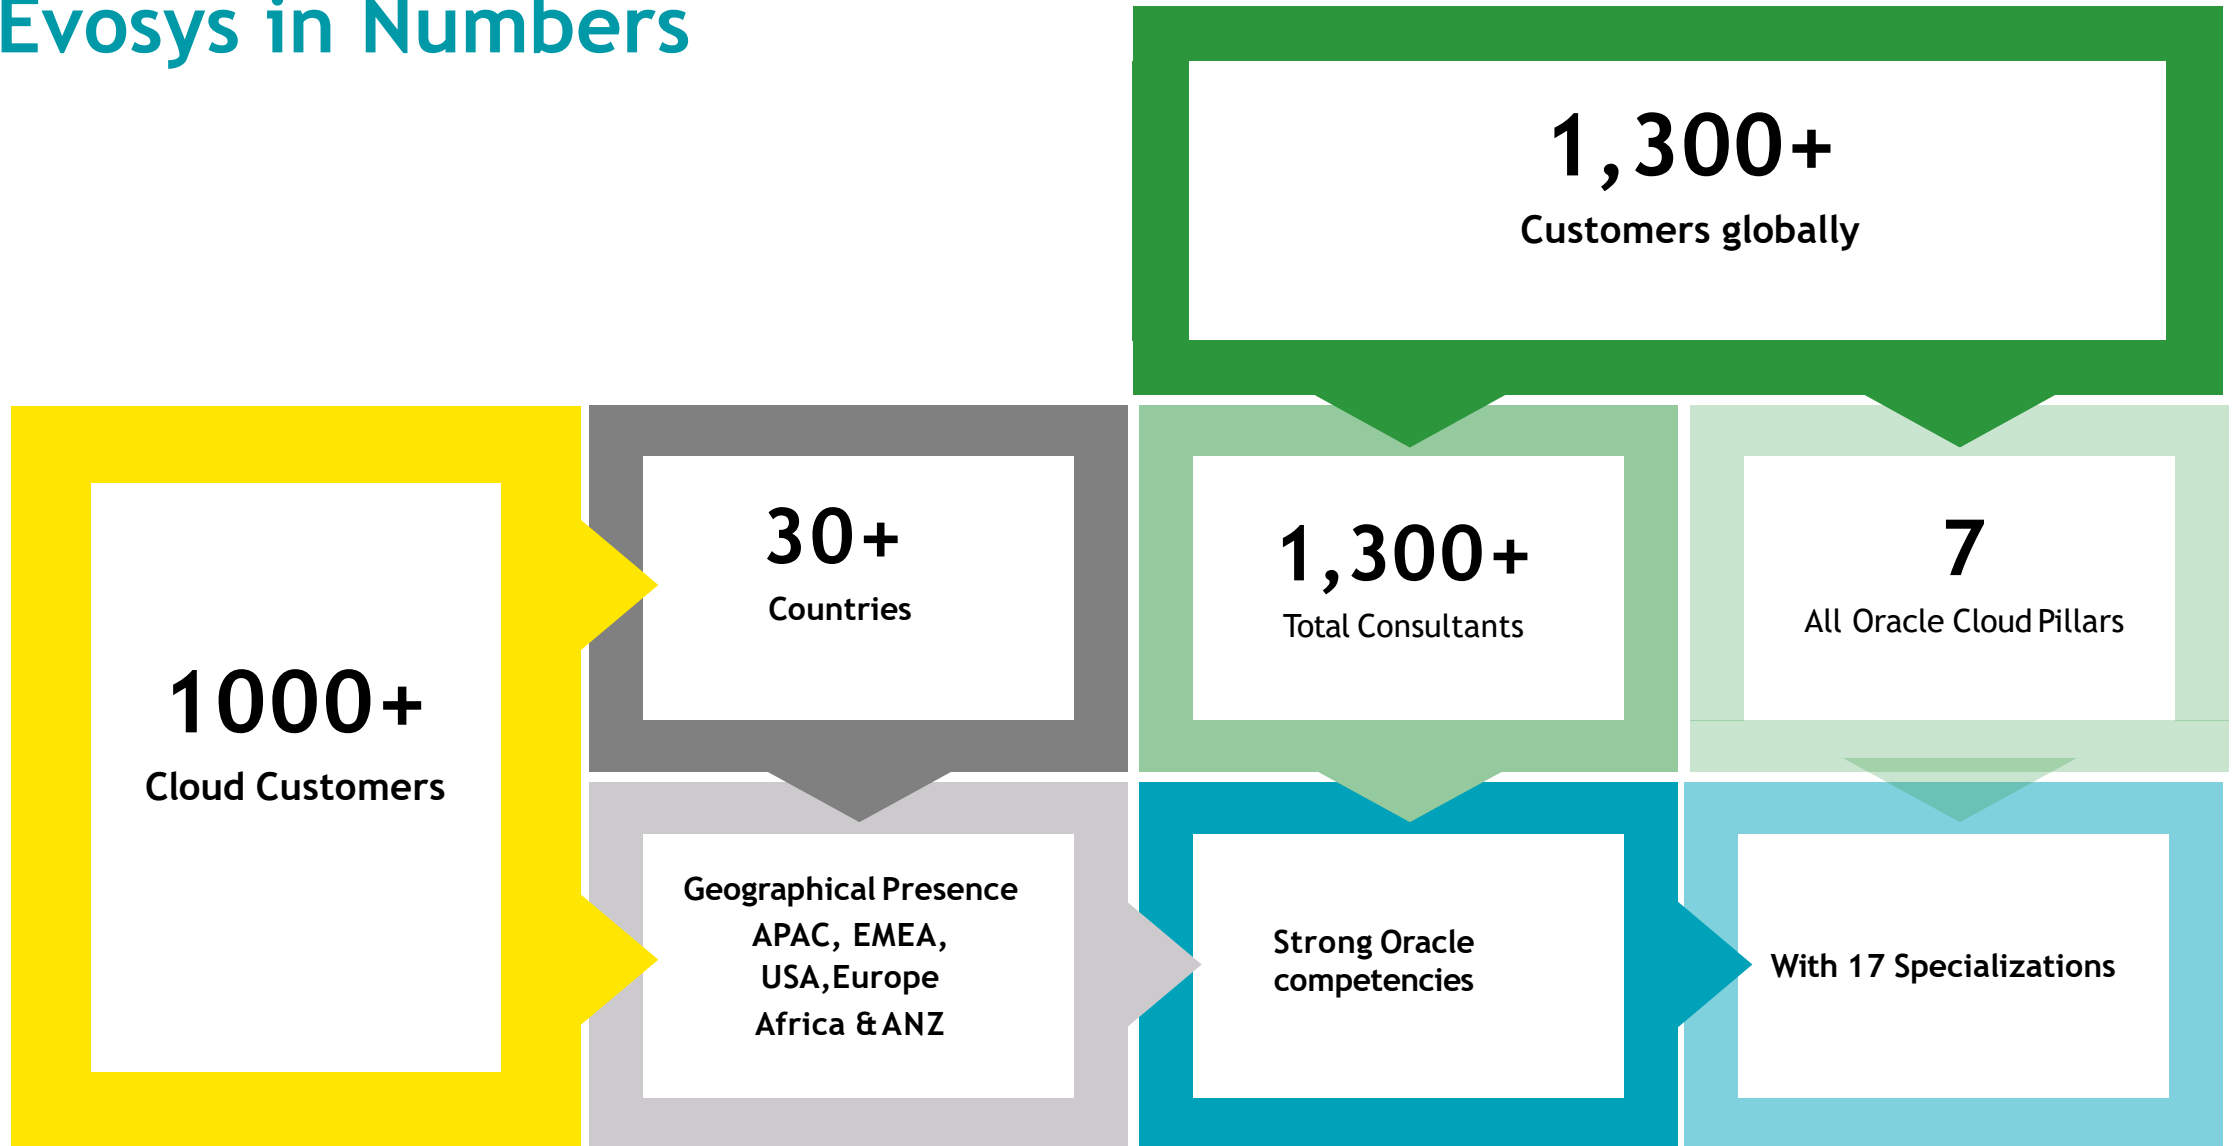 Evosys in Numbers
1,300+
Customers globally
1000+
Cloud Customers
30+
Countries
1,300+
Total Consultants
7
All Oracle Cloud Pillars
Geographical Presence
APAC, EMEA,
USA,Europe
Africa & ANZ
Strong Oracle
competencies
With 17 Specializations